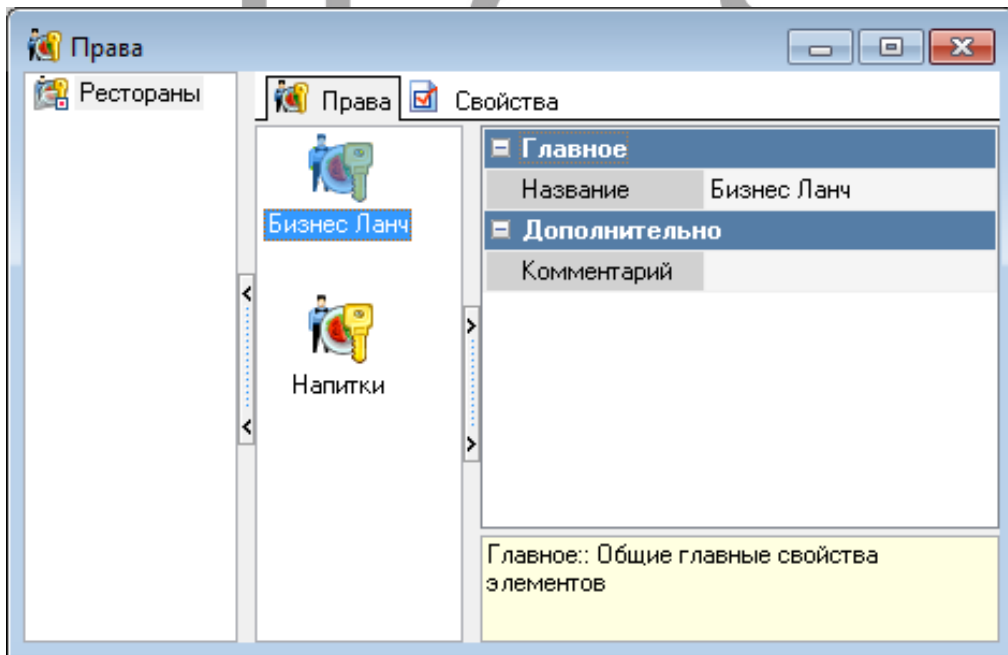 Права
Рестораны
Права
Свойства
Бизнес Ланч
Напитки
Главное
Название Бизнес Ланч
Дополнительно
Комментарий
Главное:: Общие главные свойства
элементов